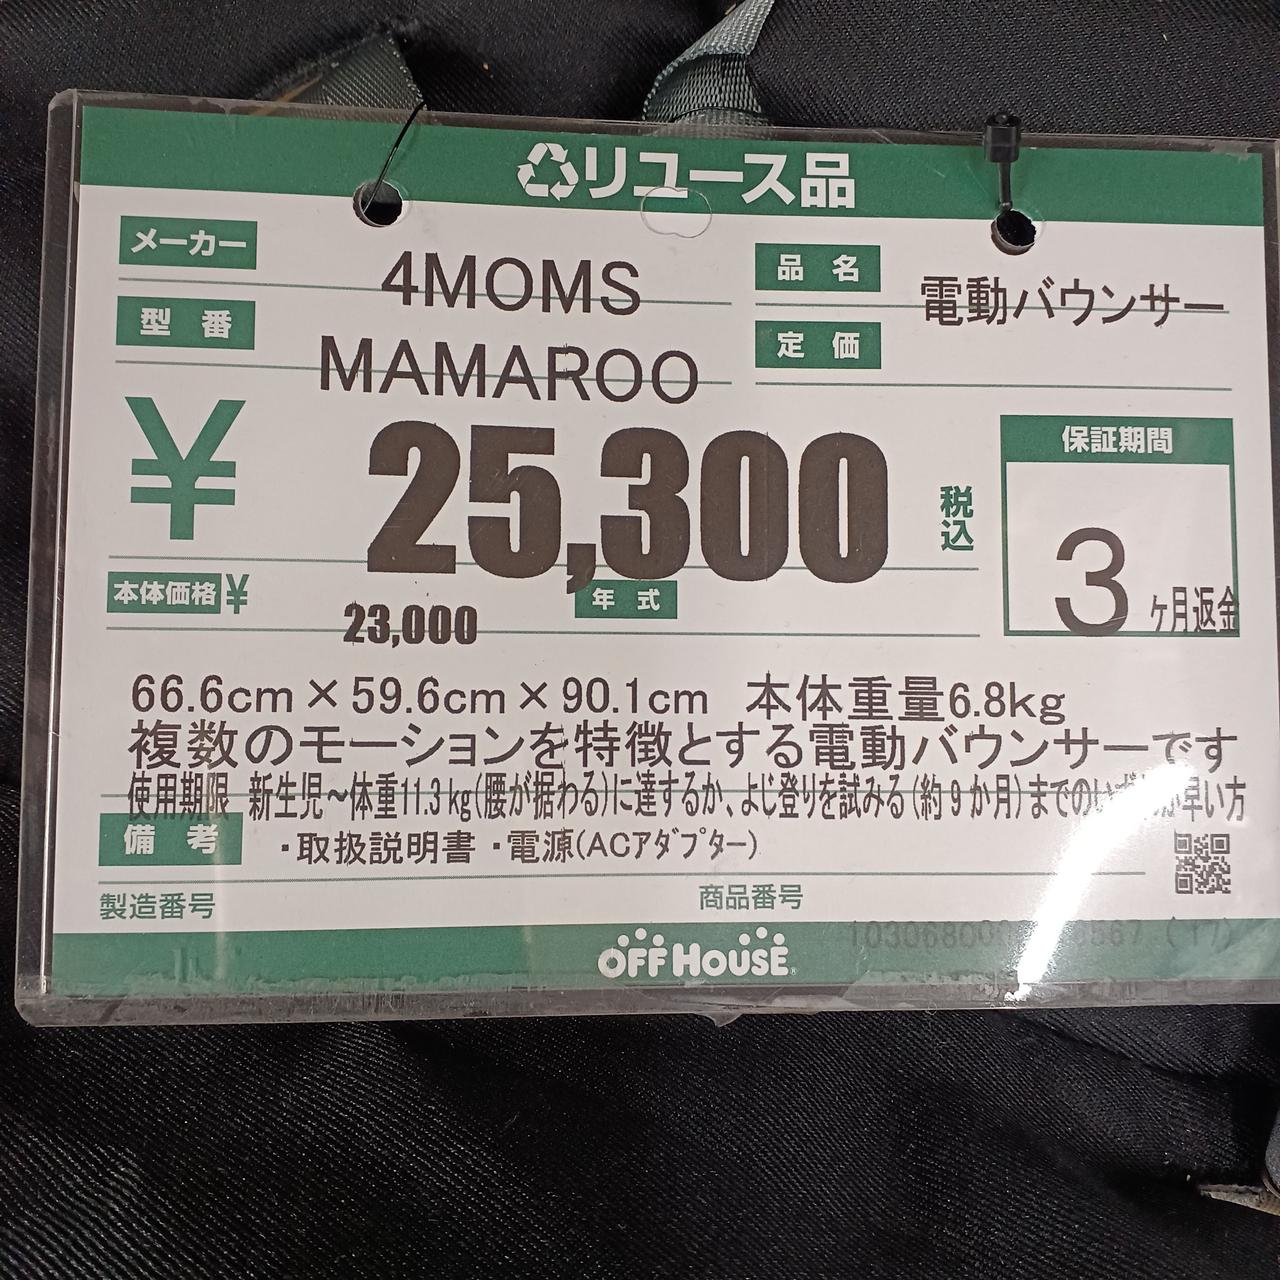 リユース品
メーカー 4MOMS
品名 電動バウンサー
型番 MAMAROO
定価
¥25,300 税込
保証期間
3ヶ月返金
本体価格¥ 23,000
年式
66.6cm×59.6cm×90.1cm 本体重量6.8kg
複数のモーションを特徴とする電動バウンサーです
使用期限 新生児～体重11.3㎏(腰が据わる)に達するか、よじ登りを試みる(約9か月)までのいずれか早い方
備考 ・取扱説明書 ・電源(ACアダプター)
製造番号
商品番号
OFF HOUSE®